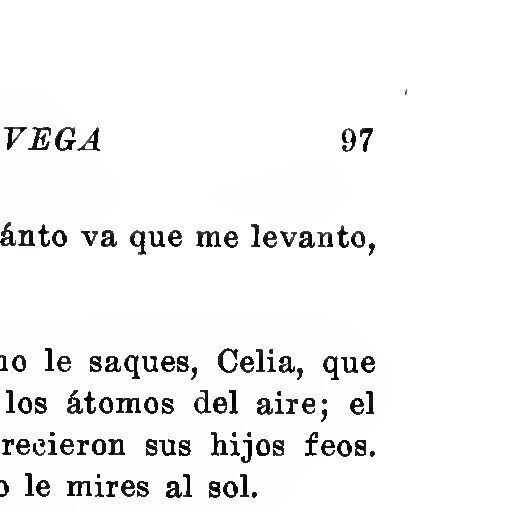 VEGA 97
ánto va que me levanto,
no le saques, Celia, que
los átomos del aire; el
recieron sus hijos feos.
o le mires al sol.